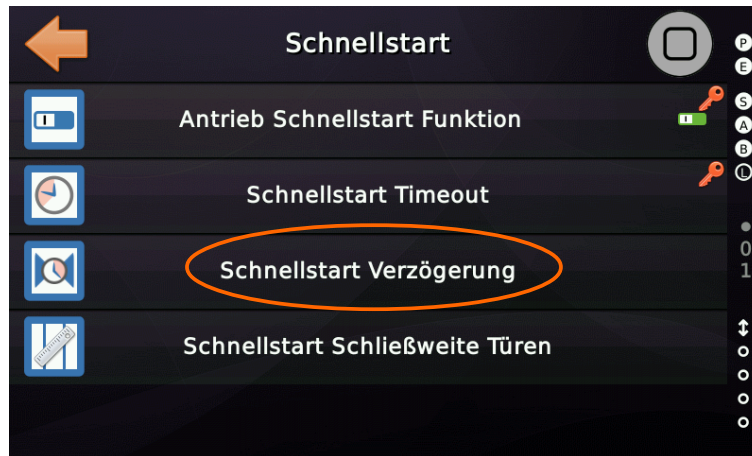 Schnellstart
P
E
Antrieb Schnellstart Funktion
S
A
B
Schnellstart Timeout
L
0
Schnellstart Verzögerung
1
Schnellstart Schließweite Türen